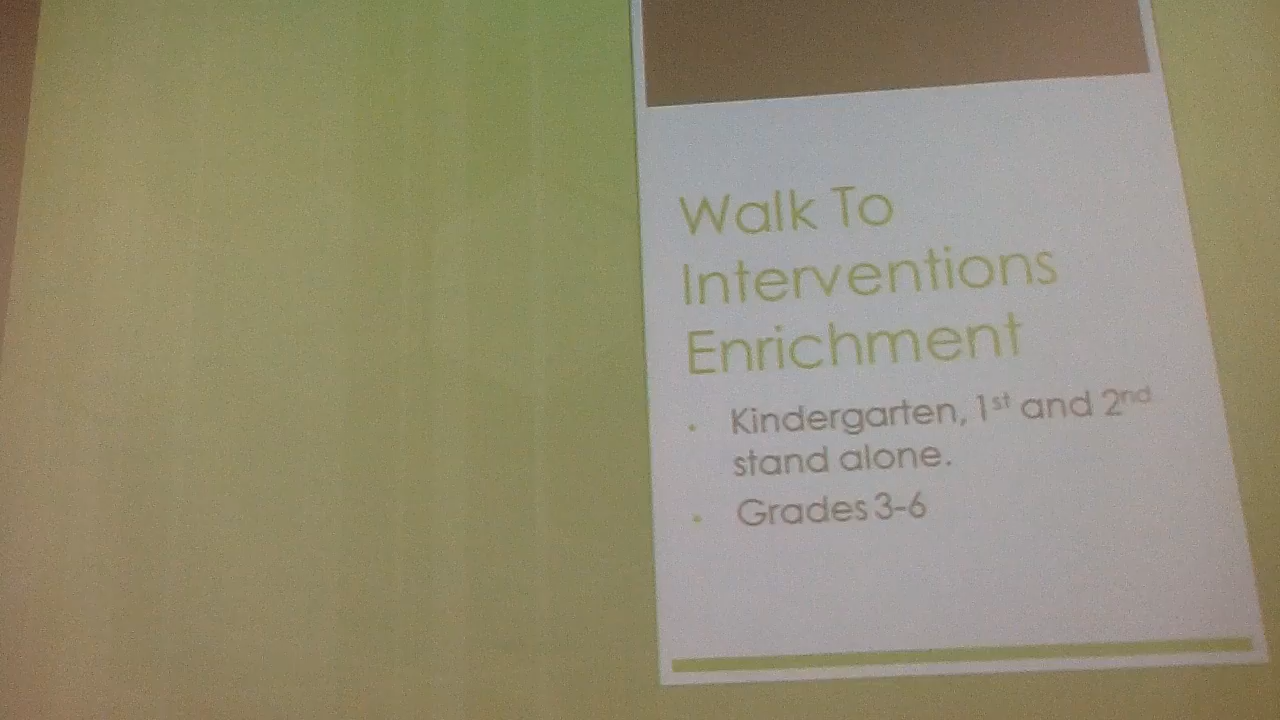 Walk To
Interventions
Enrichment
• Kindergarten, 1st and 2nd
stand alone.
• Grades 3-6